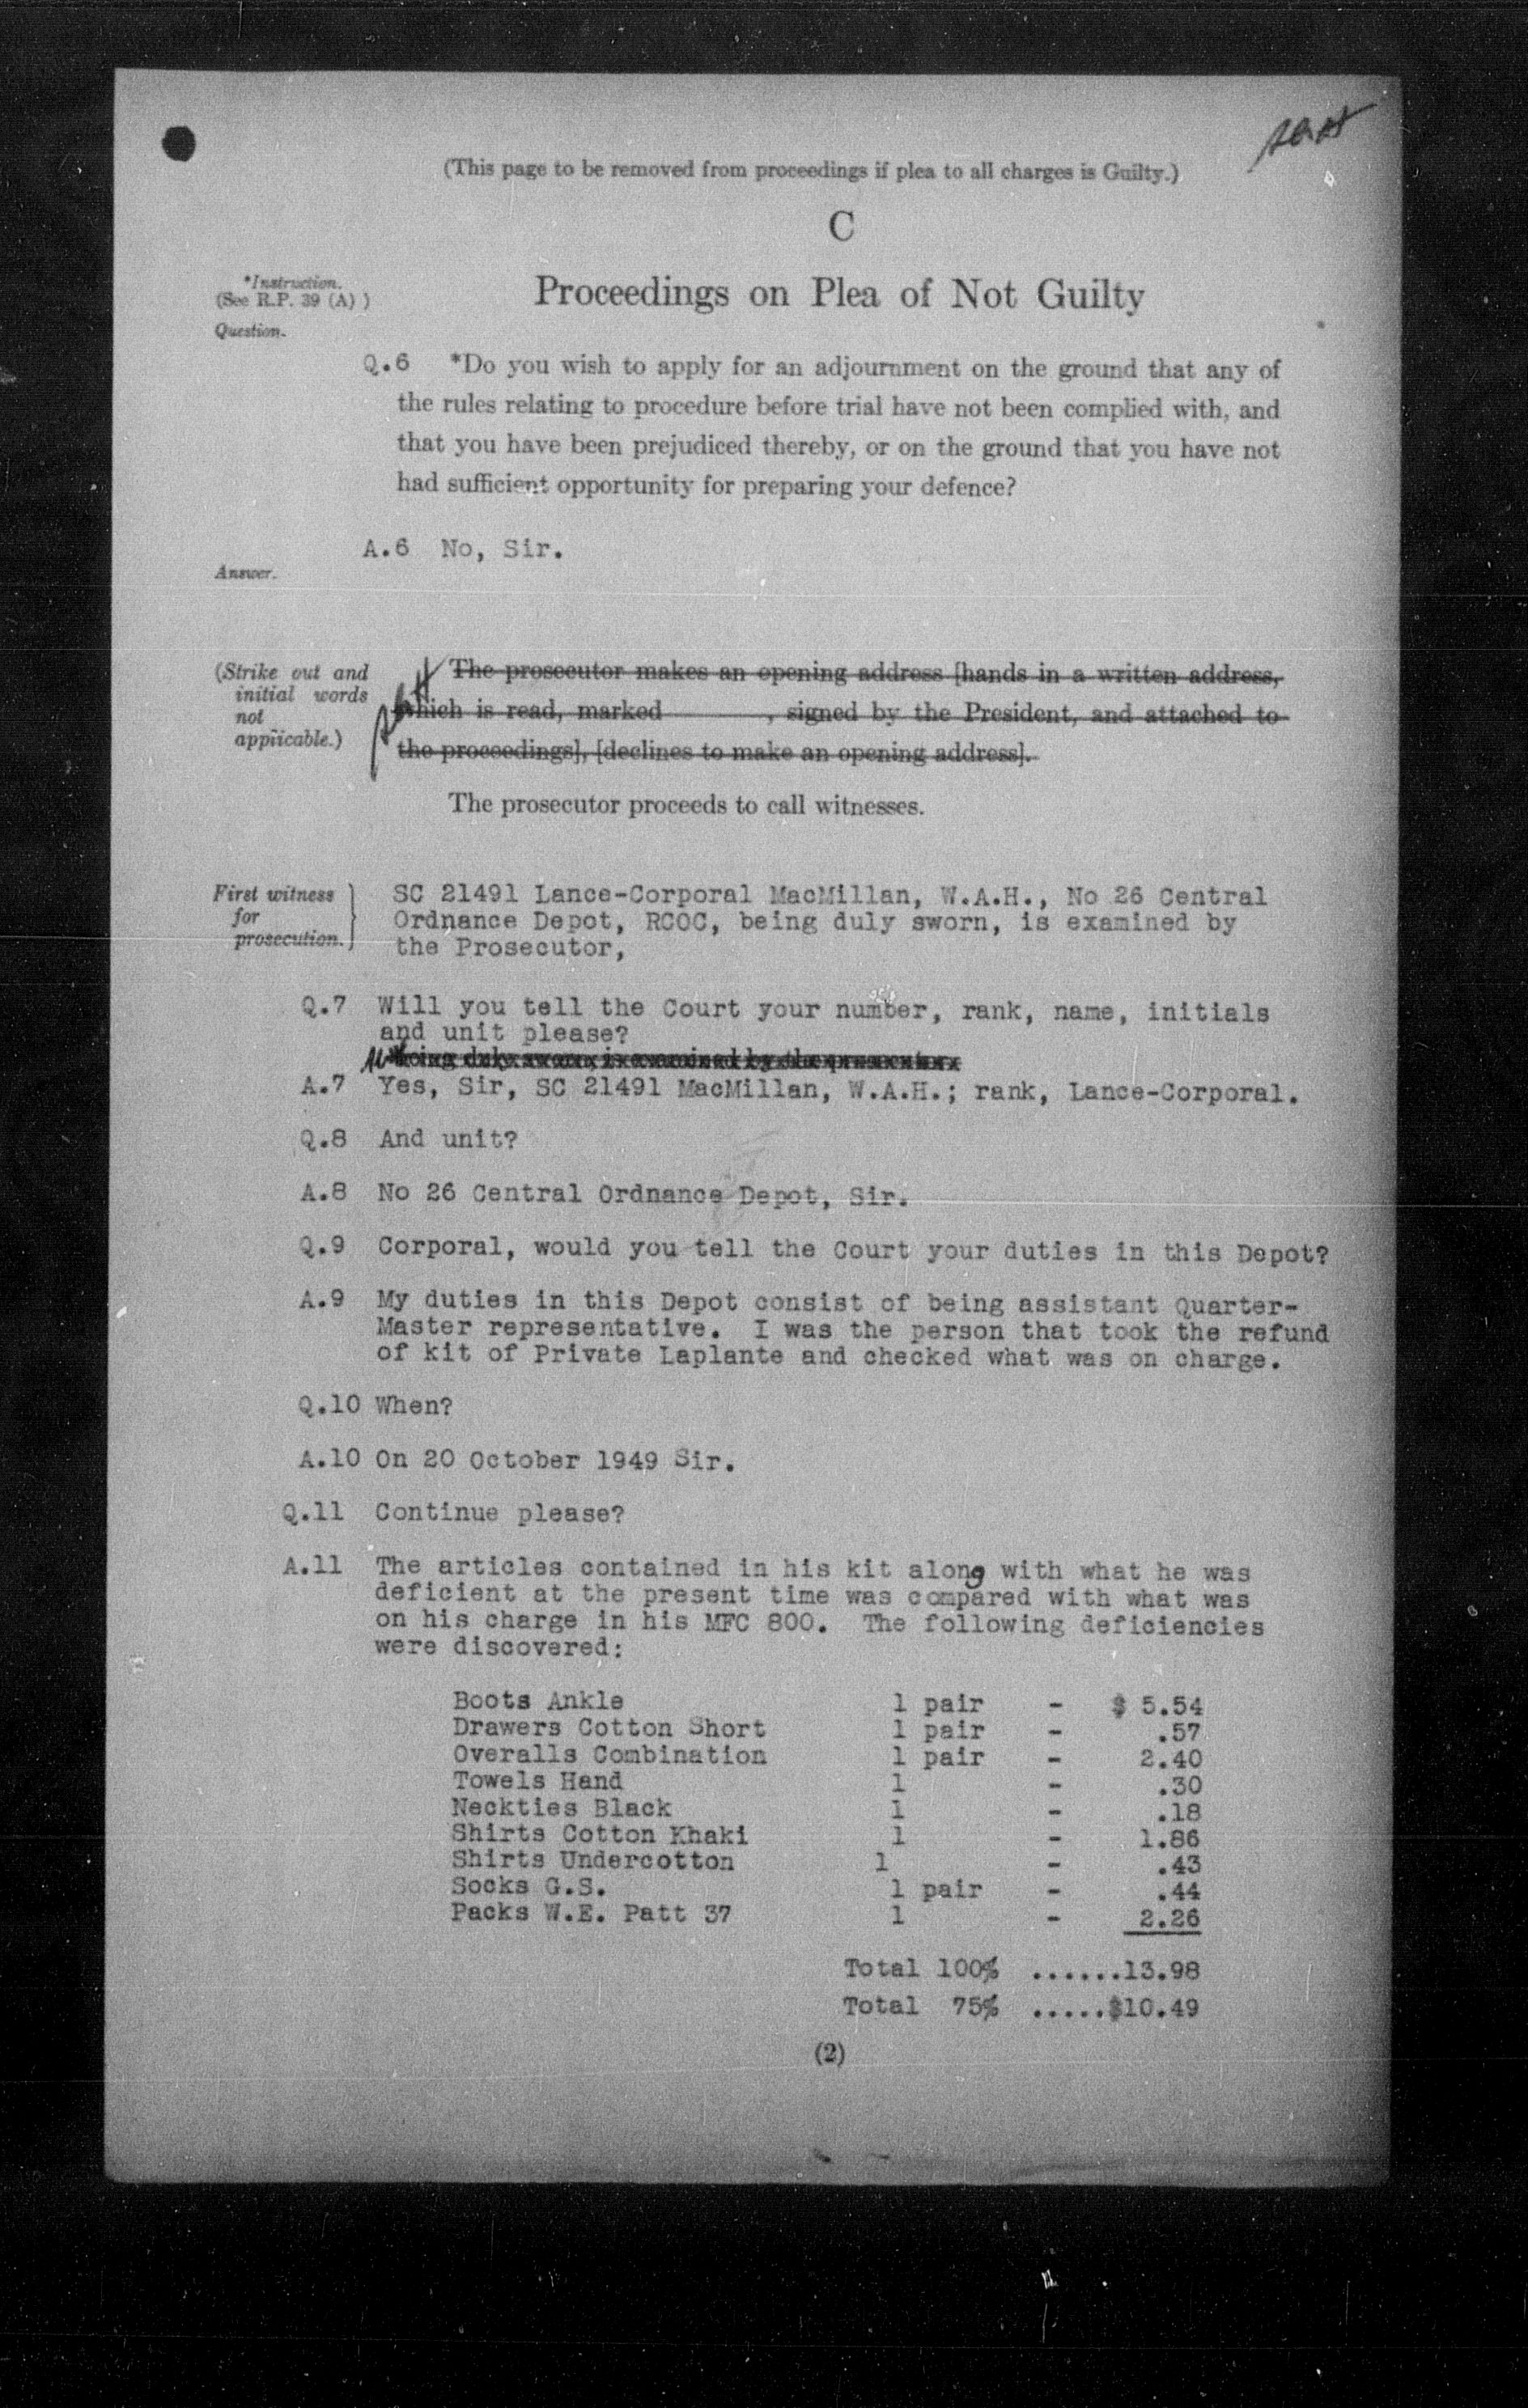 (This page to be removed from proceedings if plea to all charges is Guilty.)
C
*Instruction.
(See R.P. 39 (A) )
Proceedings on Plea of Not Guilty
Question.
Q.6 *Do you wish to apply for an adjournment on the ground that any of
the rules relating to procedure before trial have not been complied with, and
that you have been prejudiced thereby, or on the ground that you have not
had sufficient opportunity for preparing your defence?
A.6 No, Sir.
Answer.
(Strike out and
initial words
not
applicable.)
The prosecutor makes an opening address [hands in a written address,
which is read, marked , signed by the President, and attached to
the proceedings], [declines to make an opening address].
The prosecutor proceeds to call witnesses.
First witness
for
prosecution.
SC 21491 Lance-Corporal MacMillan, W.A.H., No 26 Central
Ordnance Depot, RCOC, being duly sworn, is examined by
the Prosecutor,
Q.7 Will you tell the Court your number, rank, name, initials
and unit please?
being duly sworn, is examined by the prosecutor
A.7 Yes, Sir, SC 21491 MacMillan, W.A.H.; rank, Lance-Corporal.
Q.8 And unit?
A.8 No 26 Central Ordnance Depot, Sir.
Q.9 Corporal, would you tell the Court your duties in this Depot?
A.9 My duties in this Depot consist of being assistant Quarter-
Master representative. I was the person that took the refund
of kit of Private Laplante and checked what was on charge.
Q.10 When?
A.10 On 20 October 1949 Sir.
Q.11 Continue please?
A.11 The articles contained in his kit along with what he was
deficient at the present time was compared with what was
on his charge in his MFC 800. The following deficiencies
were discovered:
Boots Ankle 1 pair - $ 5.54
Drawers Cotton Short 1 pair - .57
Overalls Combination 1 pair - 2.40
Towels Hand 1 - .30
Neckties Black 1 - .18
Shirts Cotton Khaki 1 - 1.86
Shirts Undercotton 1 - .43
Socks G.S. 1 pair - .44
Packs W.E. Patt 37 1 - 2.26
Total 100% ......13.98
Total 75% .....$10.49
(2)